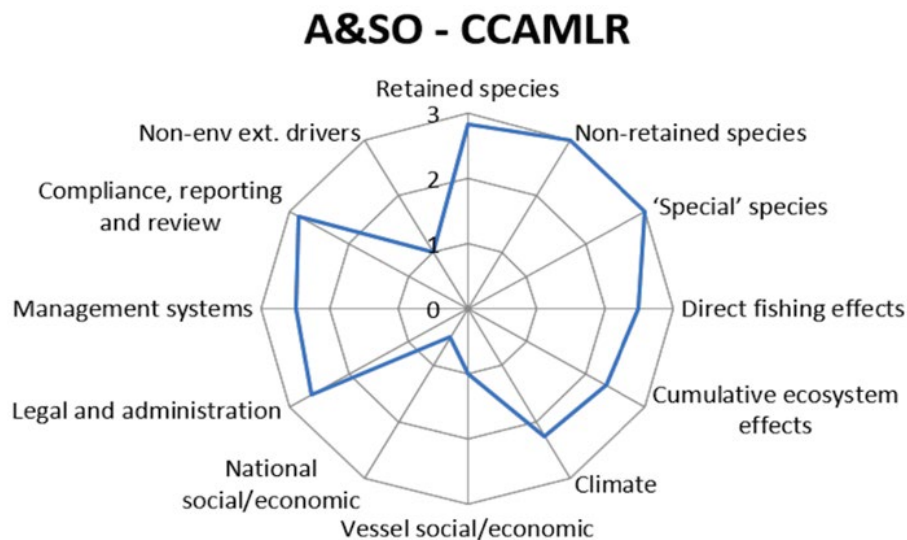 A&SO - CCAMLR
Retained species
3
Non-env ext. drivers
Non-retained species
2
Compliance, reporting
and review
'Special' species
1
Management systems
0
Direct fishing effects
Cumulative ecosystem
effects
Legal and administration
National
social/economic
Climate
Vessel social/economic